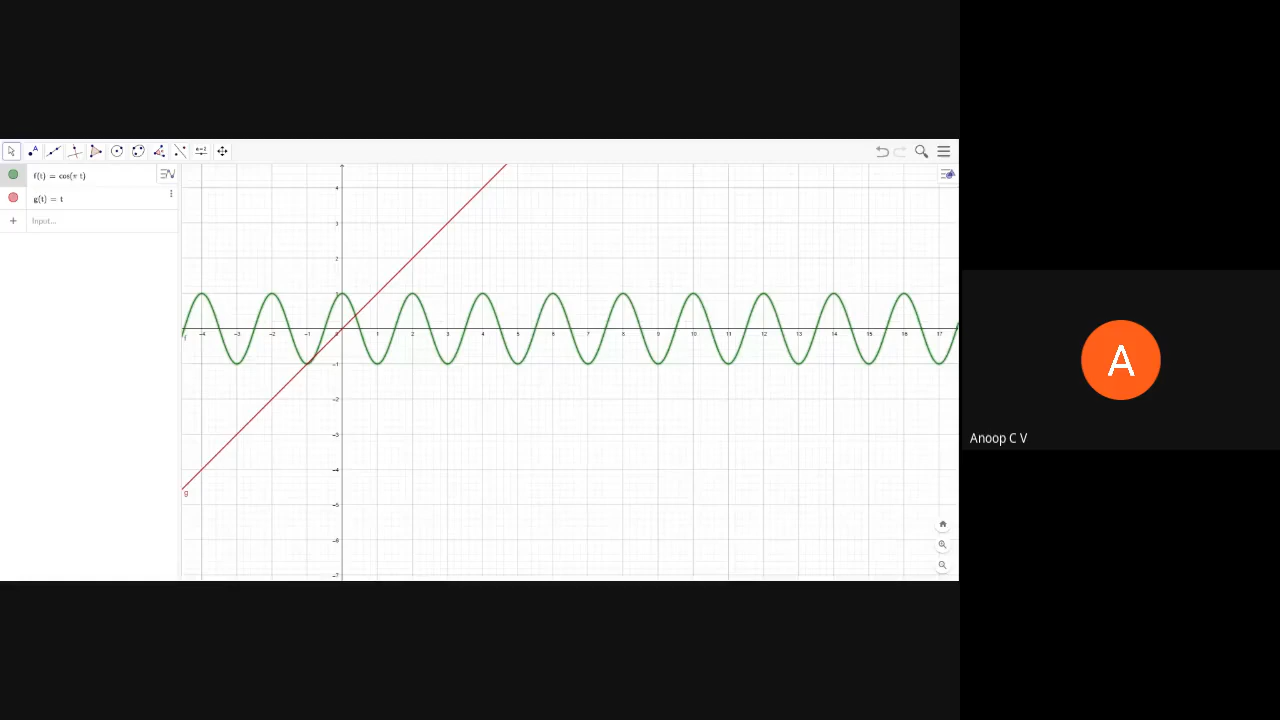 a=2
f(t) = cos(π t)
g(t) = t
Input...
4
3
2
1
-4 -3 -2 -1 0 1 2 3 4 5 6 7 8 9 10 11 12 13 14 15 16 17
f
-1
-2
-3
-4
g
-5
-6
-7
A
Anoop C V